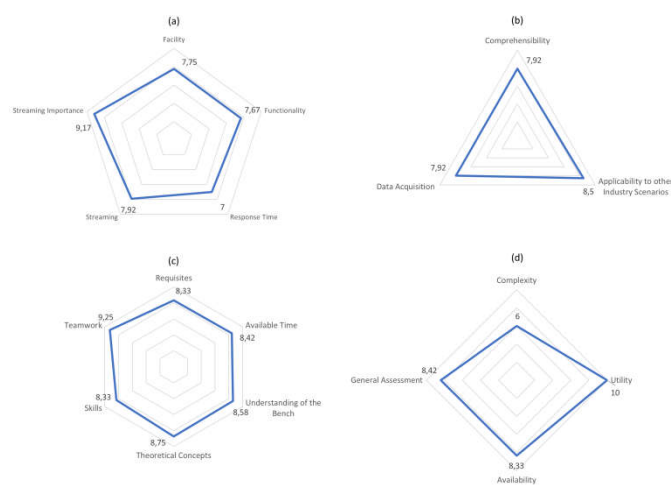 (a)
Facility
7,75
Streaming Importance
9,17
7,67
Functionality
Streaming
7,92
7
Response Time
(b)
Comprehensibility
7,92
7,92
Data Acquisition
Applicability to other
Industry Scenarios
8,5
(c)
Requisites
8,33
9,25
Teamwork
Available Time
8,42
8,33
Skills
Understanding of the
Bench
8,58
8,75
Theoretical Concepts
(d)
Complexity
6
8,42
General Assessment
Utility
10
8,33
Availability